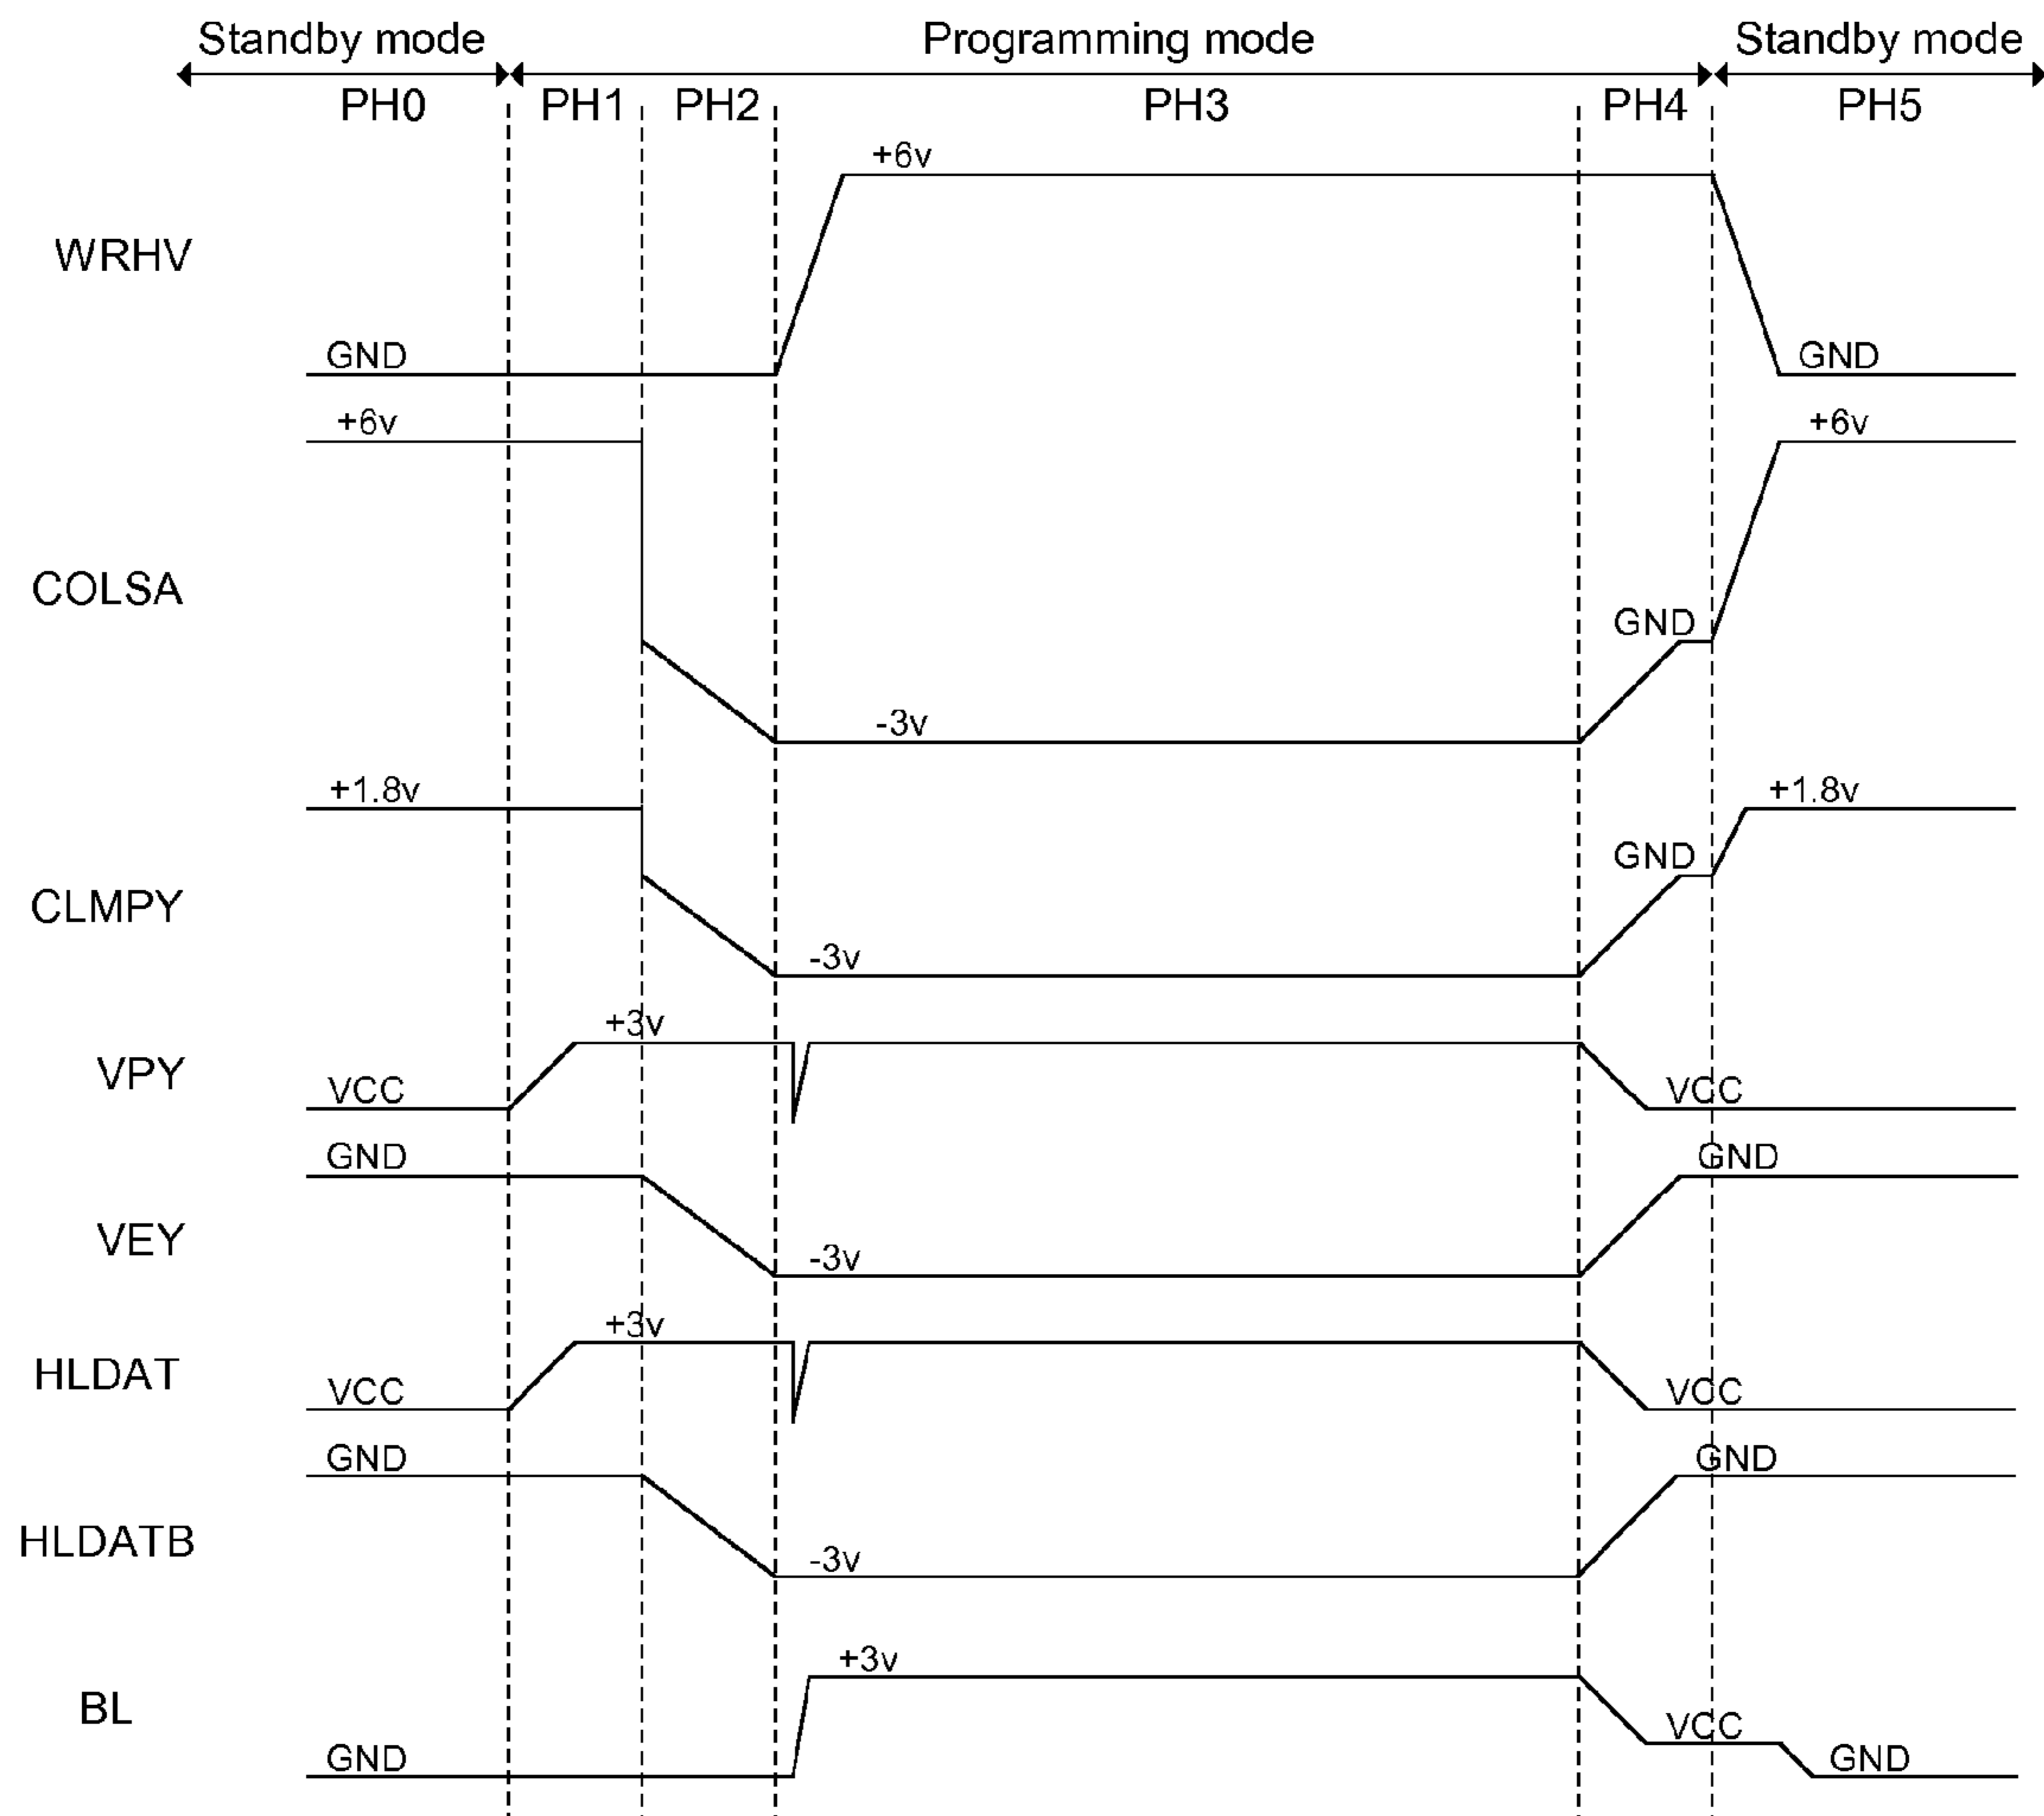 Standby mode Programming mode Standby mode
PH0 PH1 PH2 PH3 PH4 PH5
+6v
WRHV
GND GND
+6v +6v
COLSA
GND
-3v
+1.8v +1.8v
GND
CLMPY
-3v
+3v
VPY
VCC VCC
GND GND
VEY
-3v
+3v
HLDAT
VCC VCC
GND GND
HLDATB
-3v
+3v
BL
VCC
GND GND